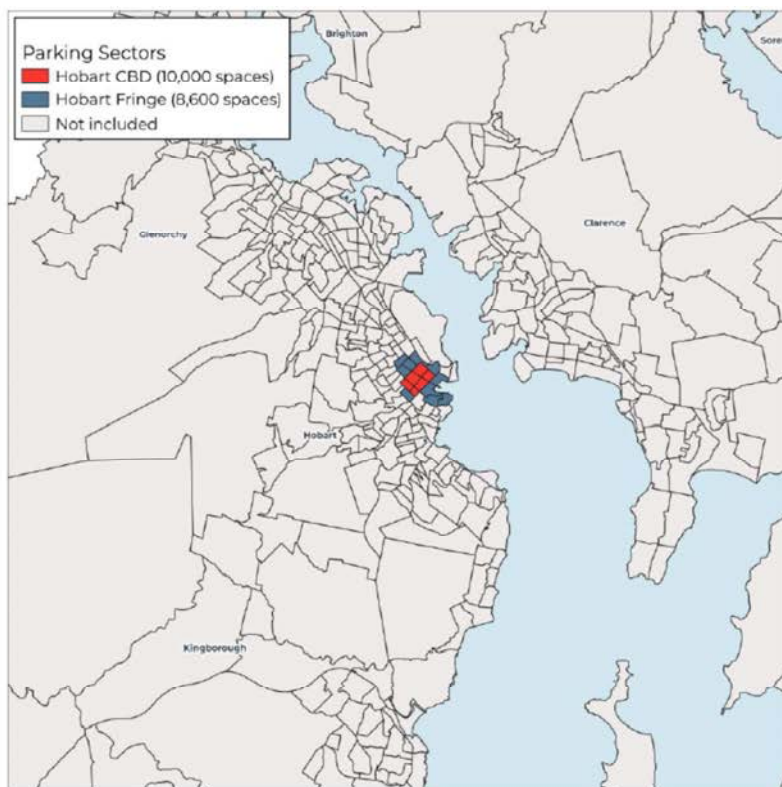 Parking Sectors
Hobart CBD (10,000 spaces)
Hobart Fringe (8,600 spaces)
Not included
Brighton
Sore
Glenorchy
Clarence
Hobart
Kingborough